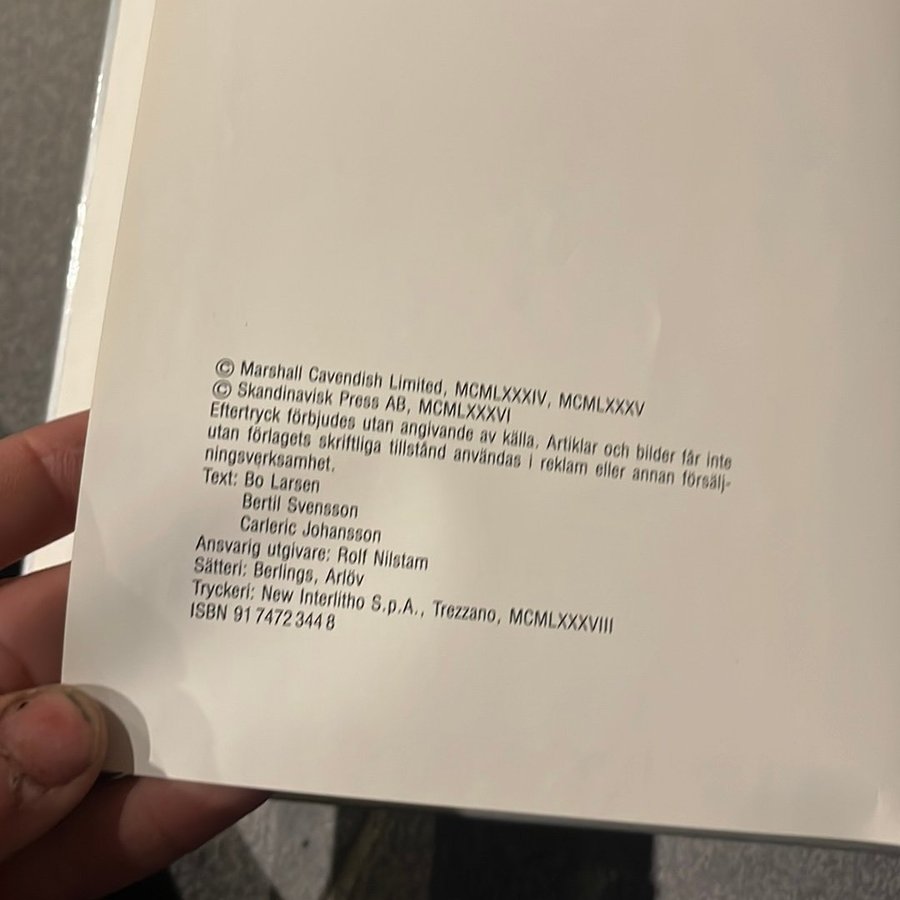 © Marshall Cavendish Limited, MCMLXXXIV, MCMLXXXV
© Skandinavisk Press AB, MCMLXXXVI
Eftertryck förbjudes utan angivande av källa. Artiklar och bilder får inte
utan förlagets skriftliga tillstånd användas i reklam eller annan försälj-
ningsverksamhet.
Text: Bo Larsen
Bertil Svensson
Carleric Johansson
Ansvarig utgivare: Rolf Nilstam
Sätteri: Berlings, Arlöv
Tryckeri: New Interlitho S.p.A., Trezzano, MCMLXXXVIII
ISBN 91 7472 344 8